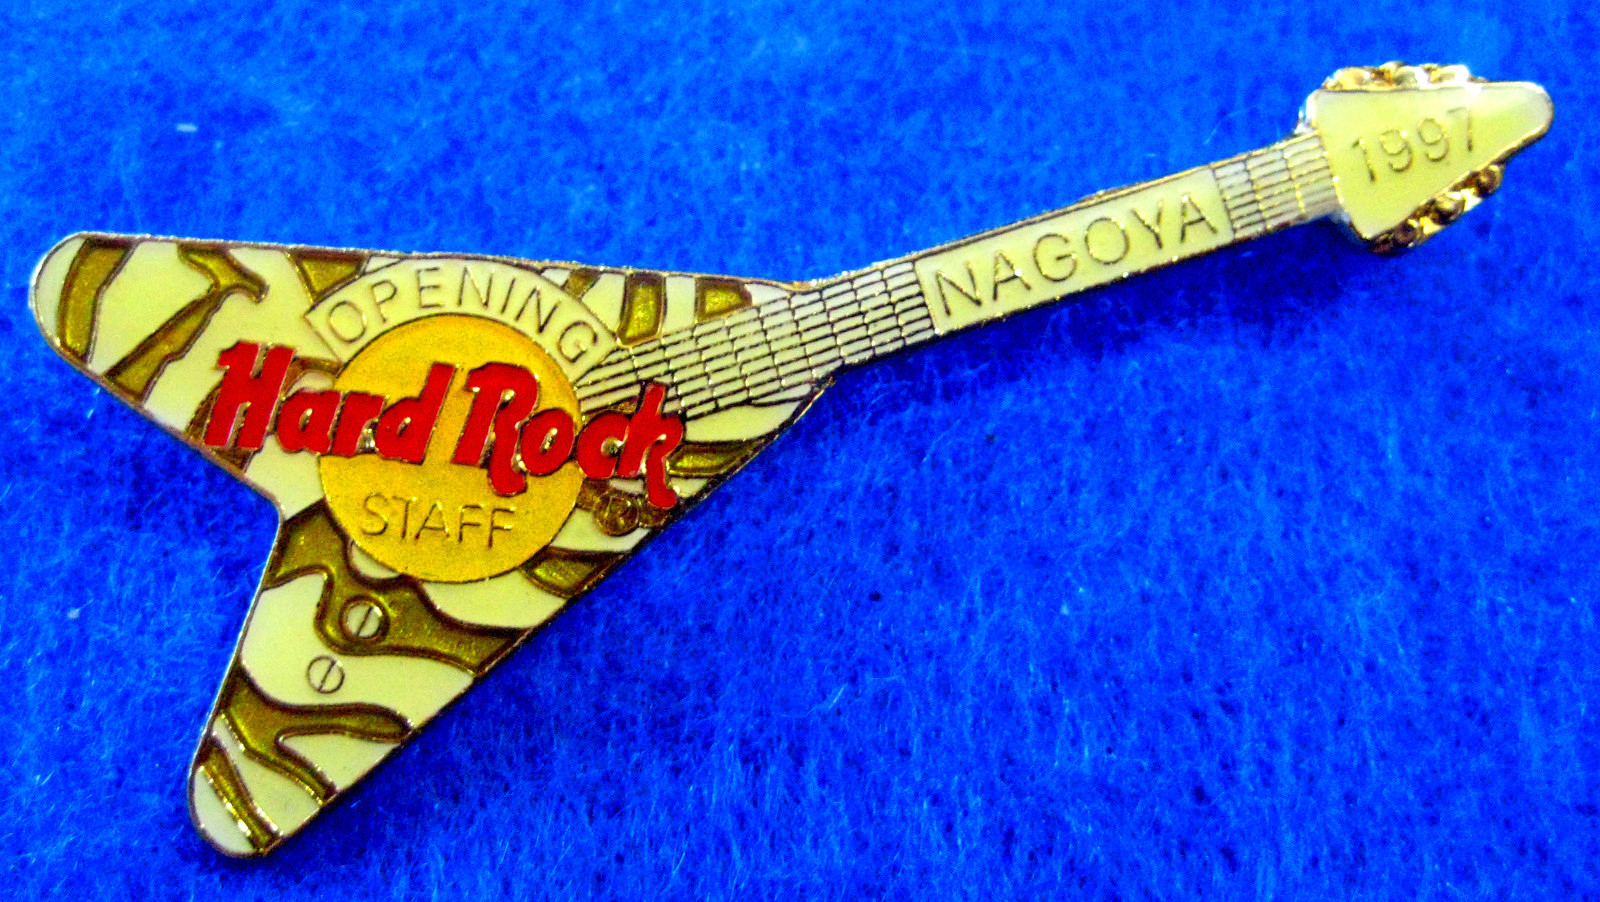 OPENING
Hard Rock
STAFF
NAGOYA
1997